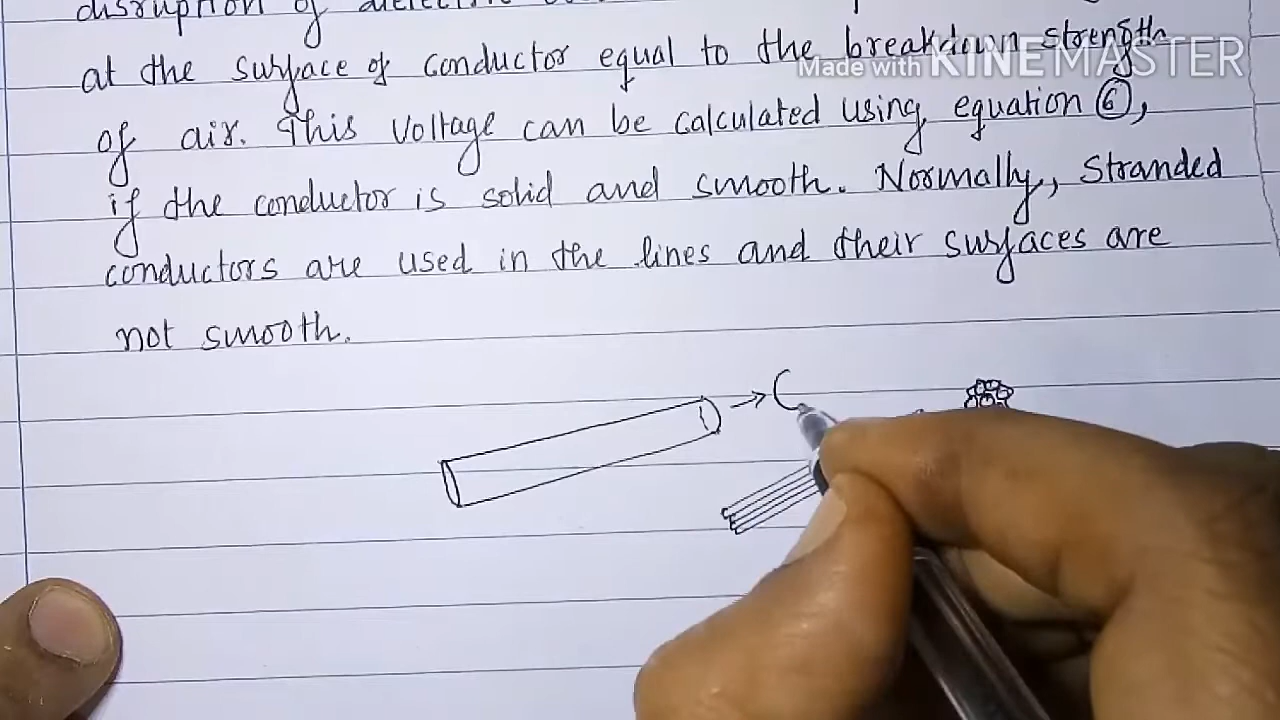 disruption of
at the surface of conductor equal to the breakdown strength
Made with KINEMASTER
of air. This voltage can be calculated using equation ⑥,
if the conductor is solid and smooth. Normally, stranded
conductors are used in the lines and their surfaces are
not smooth.
→ C